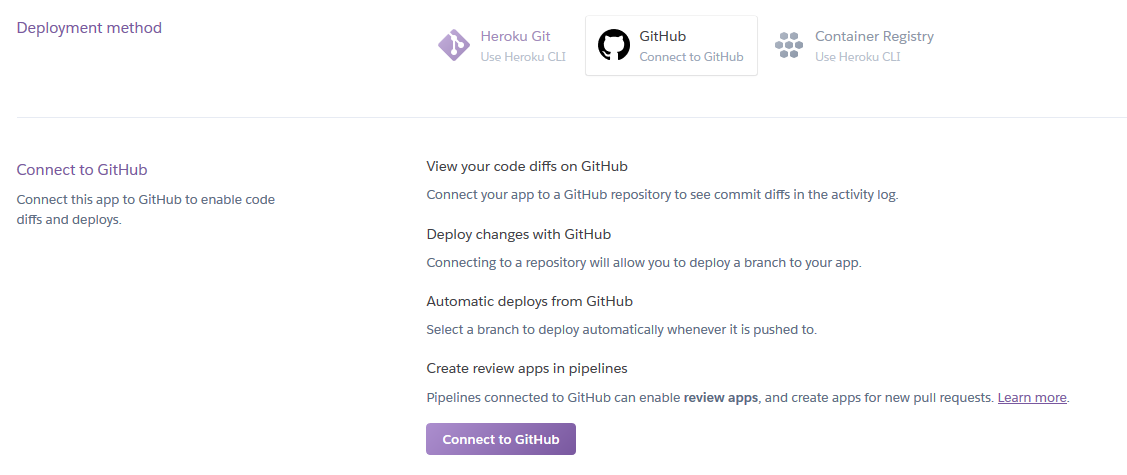 Deployment method
Heroku Git
Use Heroku CLI
GitHub
Connect to GitHub
Container Registry
Use Heroku CLI
Connect to GitHub
Connect this app to GitHub to enable code
diffs and deploys.
View your code diffs on GitHub
Connect your app to a GitHub repository to see commit diffs in the activity log.
Deploy changes with GitHub
Connecting to a repository will allow you to deploy a branch to your app.
Automatic deploys from GitHub
Select a branch to deploy automatically whenever it is pushed to.
Create review apps in pipelines
Pipelines connected to GitHub can enable review apps, and create apps for new pull requests. Learn more.
Connect to GitHub